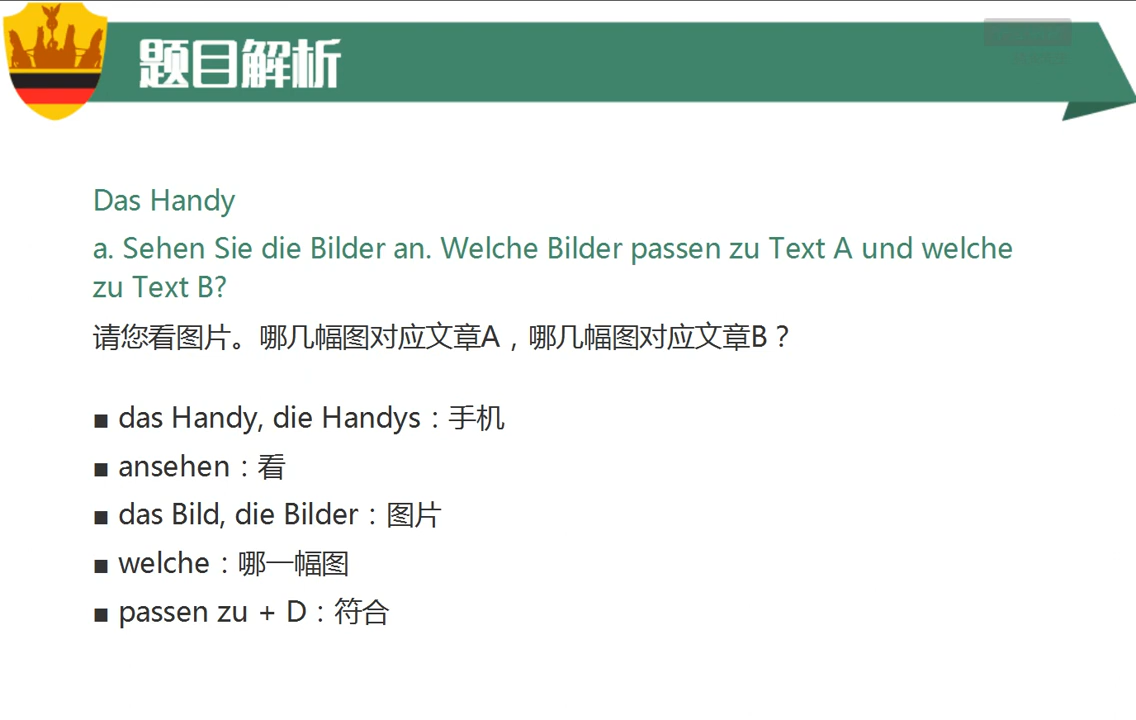 题目解析
Das Handy
a. Sehen Sie die Bilder an. Welche Bilder passen zu Text A und welche
zu Text B?
请您看图片。哪几幅图对应文章A，哪几幅图对应文章B？
■ das Handy, die Handys：手机
■ ansehen：看
■ das Bild, die Bilder：图片
■ welche：哪一幅图
■ passen zu + D：符合